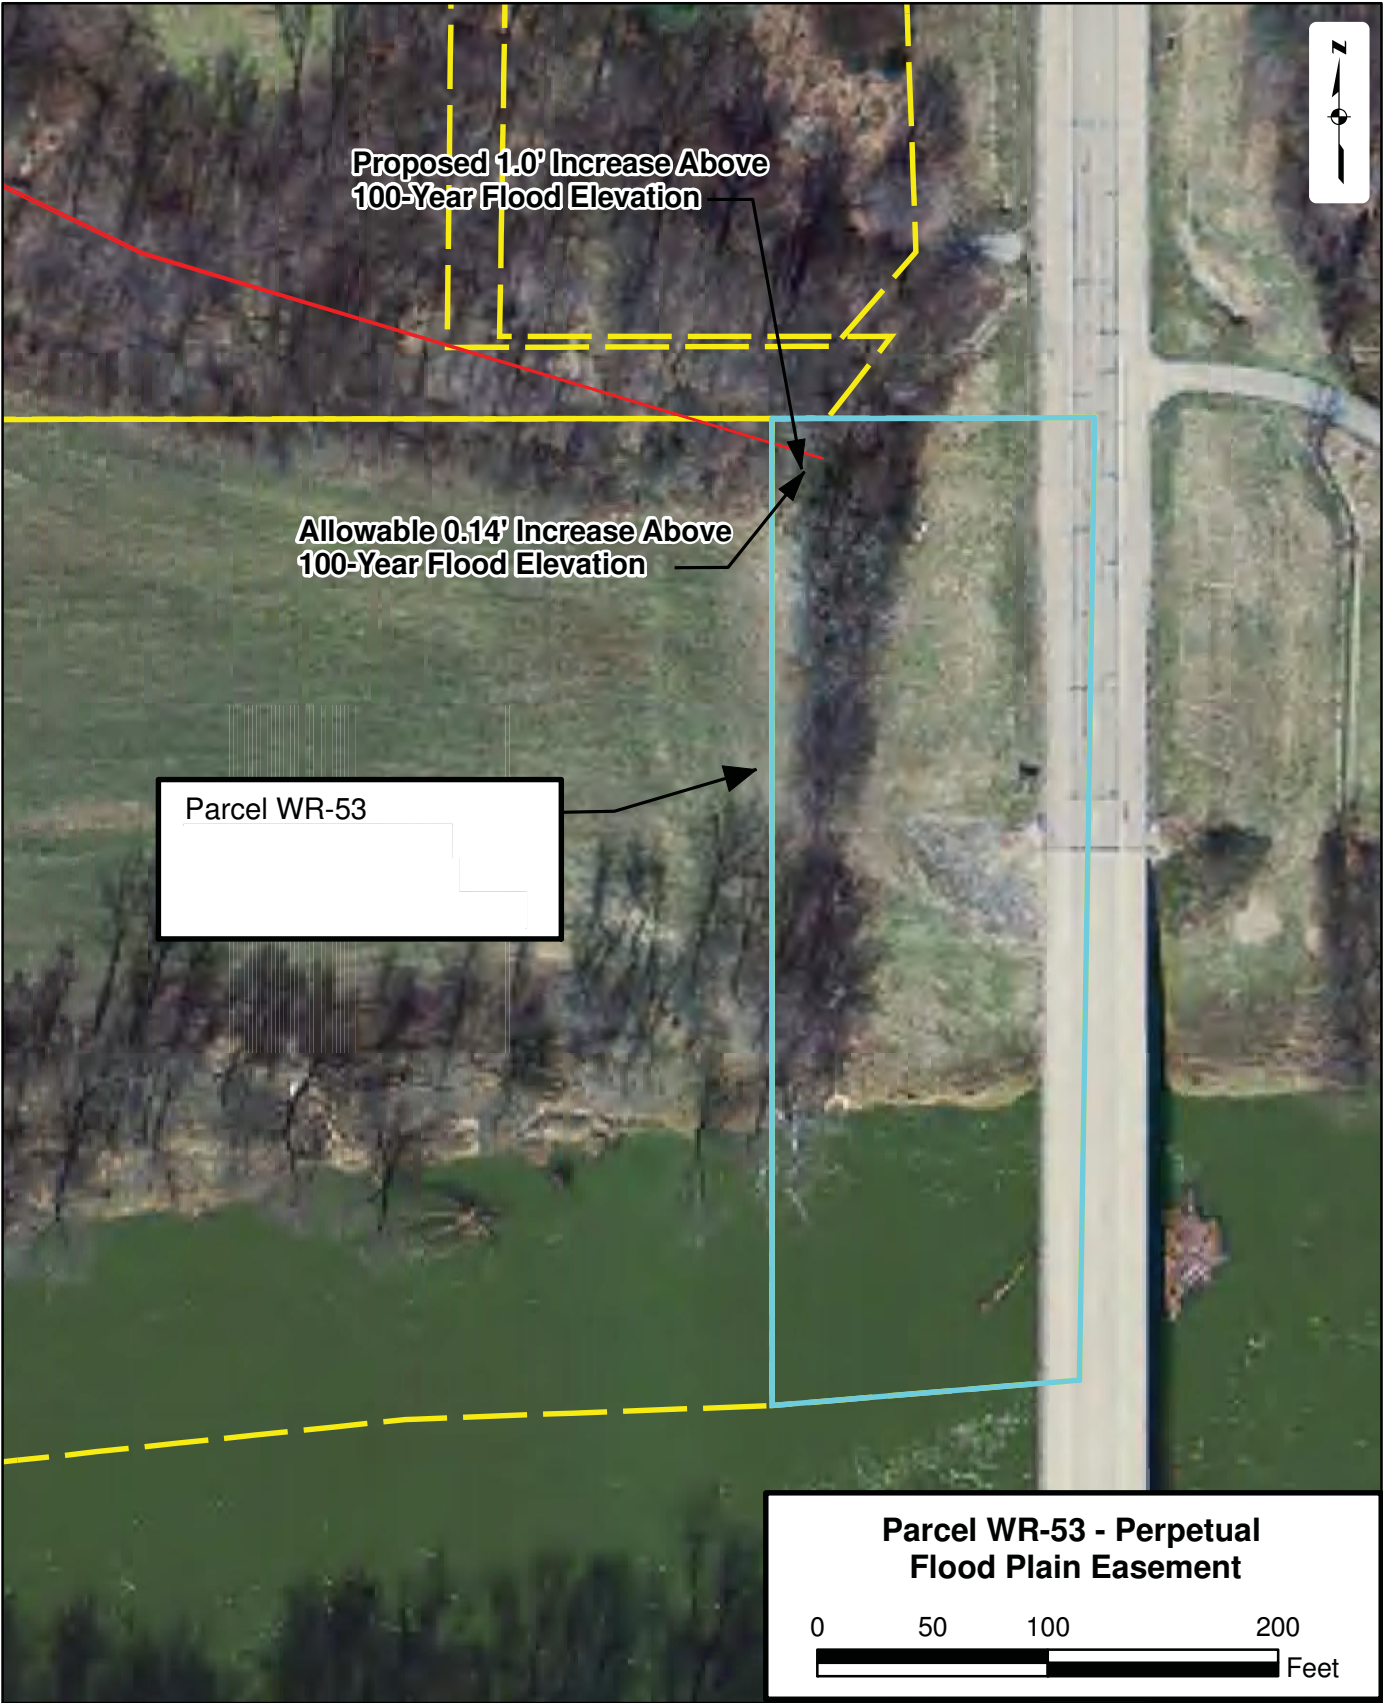 N
Proposed 1.0' Increase Above
100-Year Flood Elevation
Allowable 0.14' Increase Above
100-Year Flood Elevation
Parcel WR-53
Parcel WR-53 - Perpetual
Flood Plain Easement
0 50 100 200
Feet